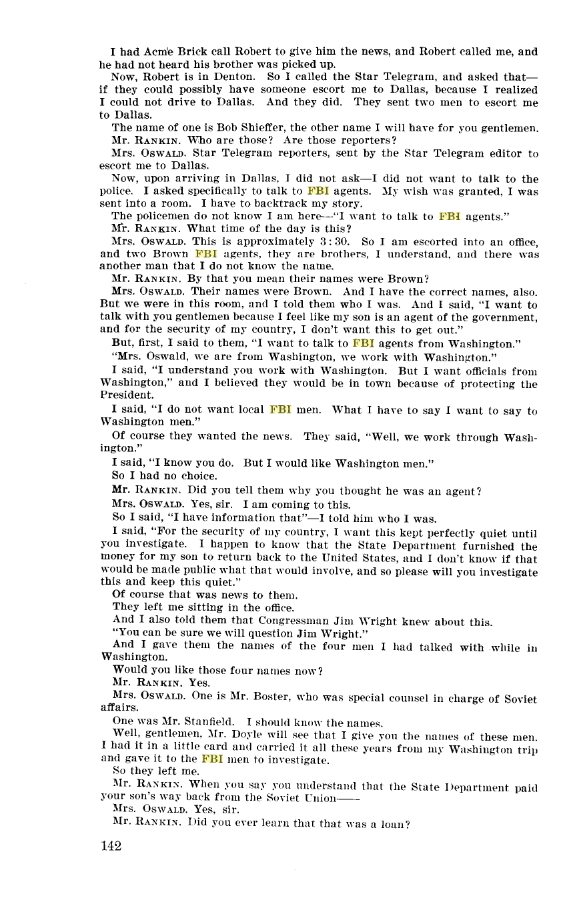 I had Acme Brick call Robert to give him the news, and Robert called me, and
he had not heard his brother was picked up.
Now, Robert is in Denton. So I called the Star Telegram, and asked that—
if they could possibly have someone escort me to Dallas, because I realized
I could not drive to Dallas. And they did. They sent two men to escort me
to Dallas.
The name of one is Bob Shieffer, the other name I will have for you gentlemen.
Mr. RANKIN. Who are those? Are those reporters?
Mrs. OSWALD. Star Telegram reporters, sent by the Star Telegram editor to
escort me to Dallas.
Now, upon arriving in Dallas, I did not ask—I did not want to talk to the
police. I asked specifically to talk to FBI agents. My wish was granted, I was
sent into a room. I have to backtrack my story.
The policemen do not know I am here—"I want to talk to FBI agents."
Mr. RANKIN. What time of the day is this?
Mrs. OSWALD. This is approximately 3:30. So I am escorted into an office,
and two Brown FBI agents, they are brothers, I understand, and there was
another man that I do not know the name.
Mr. RANKIN. By that you mean their names were Brown?
Mrs. OSWALD. Their names were Brown. And I have the correct names, also.
But we were in this room, and I told them who I was. And I said, "I want to
talk with you gentlemen because I feel like my son is an agent of the government,
and for the security of my country, I don't want this to get out."
But, first, I said to them, "I want to talk to FBI agents from Washington."
"Mrs. Oswald, we are from Washington, we work with Washington."
I said, "I understand you work with Washington. But I want officials from
Washington," and I believed they would be in town because of protecting the
President.
I said, "I do not want local FBI men. What I have to say I want to say to
Washington men."
Of course they wanted the news. They said, "Well, we work through Wash-
ington."
I said, "I know you do. But I would like Washington men."
So I had no choice.
Mr. RANKIN. Did you tell them why you thought he was an agent?
Mrs. OSWALD. Yes, sir. I am coming to this.
So I said, "I have information that"—I told him who I was.
I said, "For the security of my country, I want this kept perfectly quiet until
you investigate. I happen to know that the State Department furnished the
money for my son to return back to the United States, and I don't know if that
would be made public what that would involve, and so please will you investigate
this and keep this quiet."
Of course that was news to them.
They left me sitting in the office.
And I also told them that Congressman Jim Wright knew about this.
"You can be sure we will question Jim Wright."
And I gave them the names of the four men I had talked with while in
Washington.
Would you like those four names now?
Mr. RANKIN. Yes.
Mrs. OSWALD. One is Mr. Boster, who was special counsel in charge of Soviet
affairs.
One was Mr. Stanfield. I should know the names.
Well, gentlemen, Mr. Doyle will see that I give you the names of these men.
I had it in a little card and carried it all these years from my Washington trip
and gave it to the FBI men to investigate.
So they left me.
Mr. RANKIN. When you say you understand that the State Department paid
your son's way back from the Soviet Union——
Mrs. OSWALD. Yes, sir.
Mr. RANKIN. Did you ever learn that that was a loan?
142